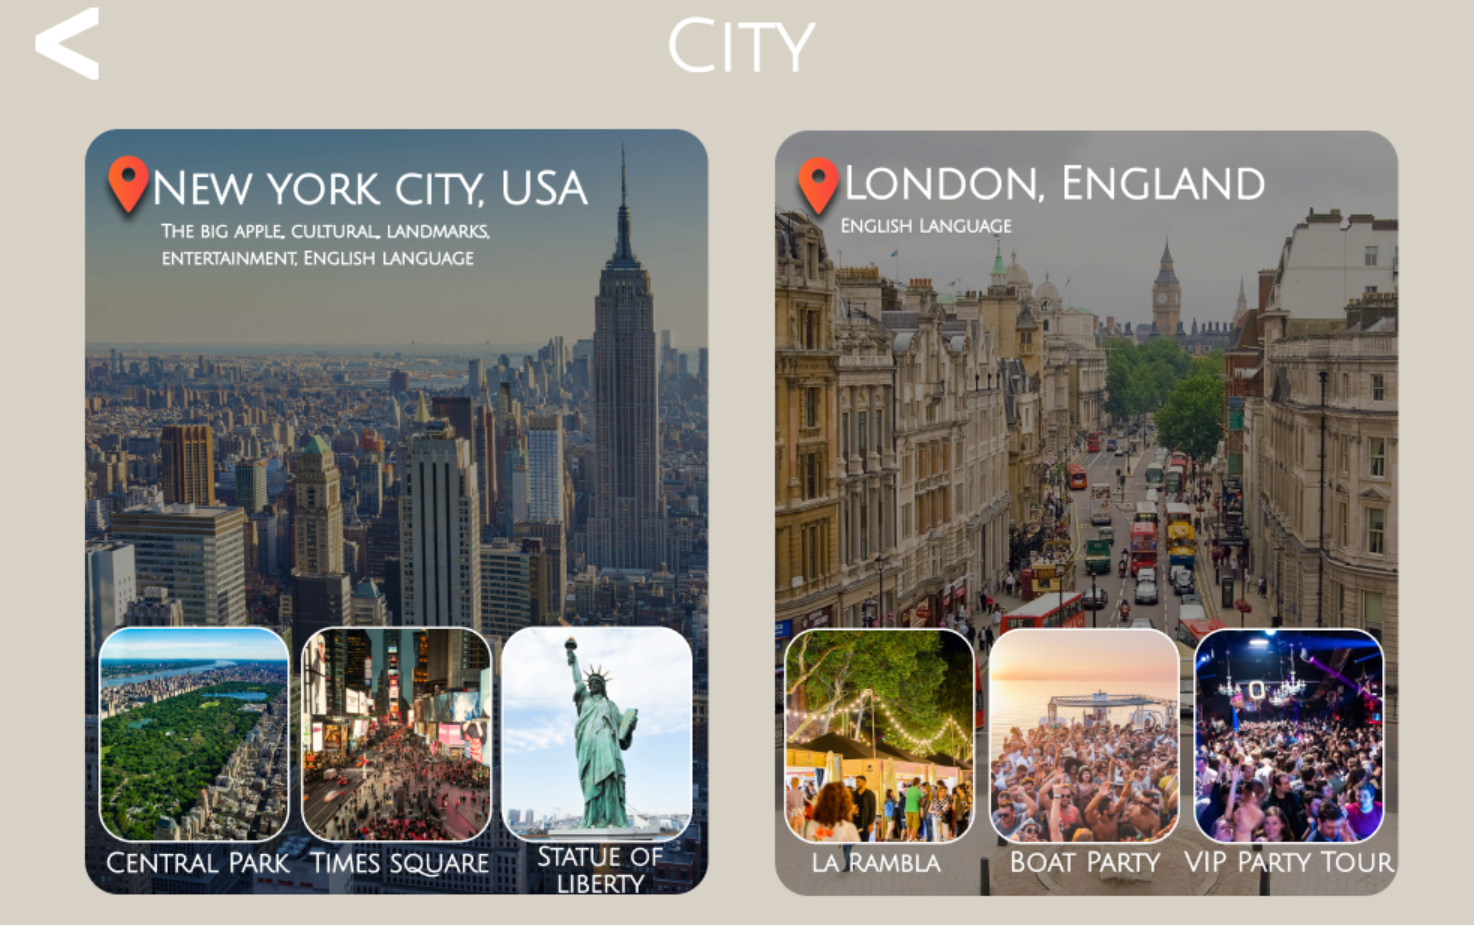 City
New york city, USA
The big apple, cultural, landmarks,
entertainment, English language
Central Park
Times square
Statue of
Liberty
London, England
English Language
La rambla
Boat Party
VIP Party Tour